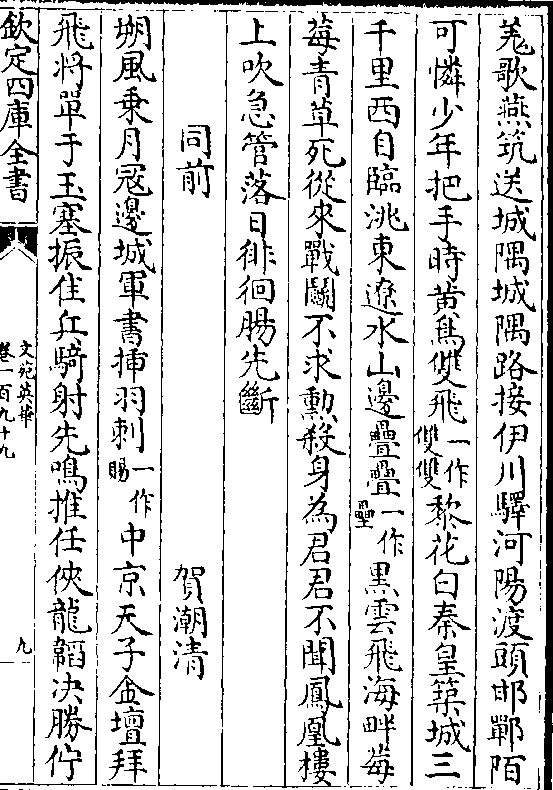 羗歌燕筑送城隅城隅路接伊川驛河陽渡頭邯鄲陌
可憐少年把手時黄鳥雙飛一作雙雙黎花白秦皇築城三
千里西自臨洮東遼水山邊疊疊一作壘黒雲飛海畔莓
莓青草死從來戰鬭不求勲殺身為君君不聞鳳凰樓
上吹急管落日徘徊腸先斷
同前
賀潮清
朔風乗月冦邊城軍書揷羽刺一作賜中京天子金壇拜
飛將單于玉塞振佳兵騎射先鳴推任俠龍韜决勝佇
欽定四庫全書
文苑英華
卷一百九十九
九